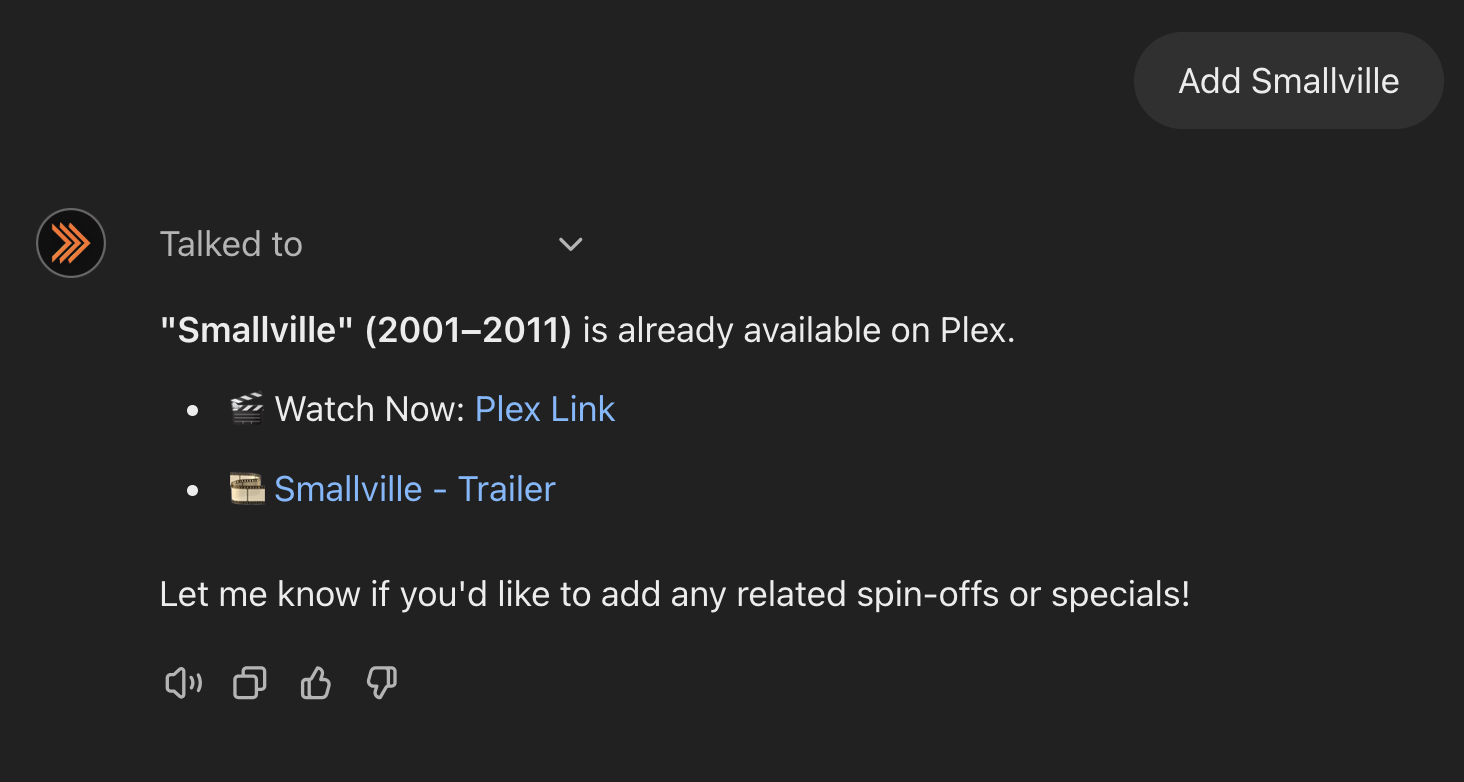 Add Smallville
Talked to
"Smallville" (2001–2011) is already available on Plex.
• 🎬 Watch Now: Plex Link
• 🎞️ Smallville - Trailer
Let me know if you'd like to add any related spin-offs or specials!